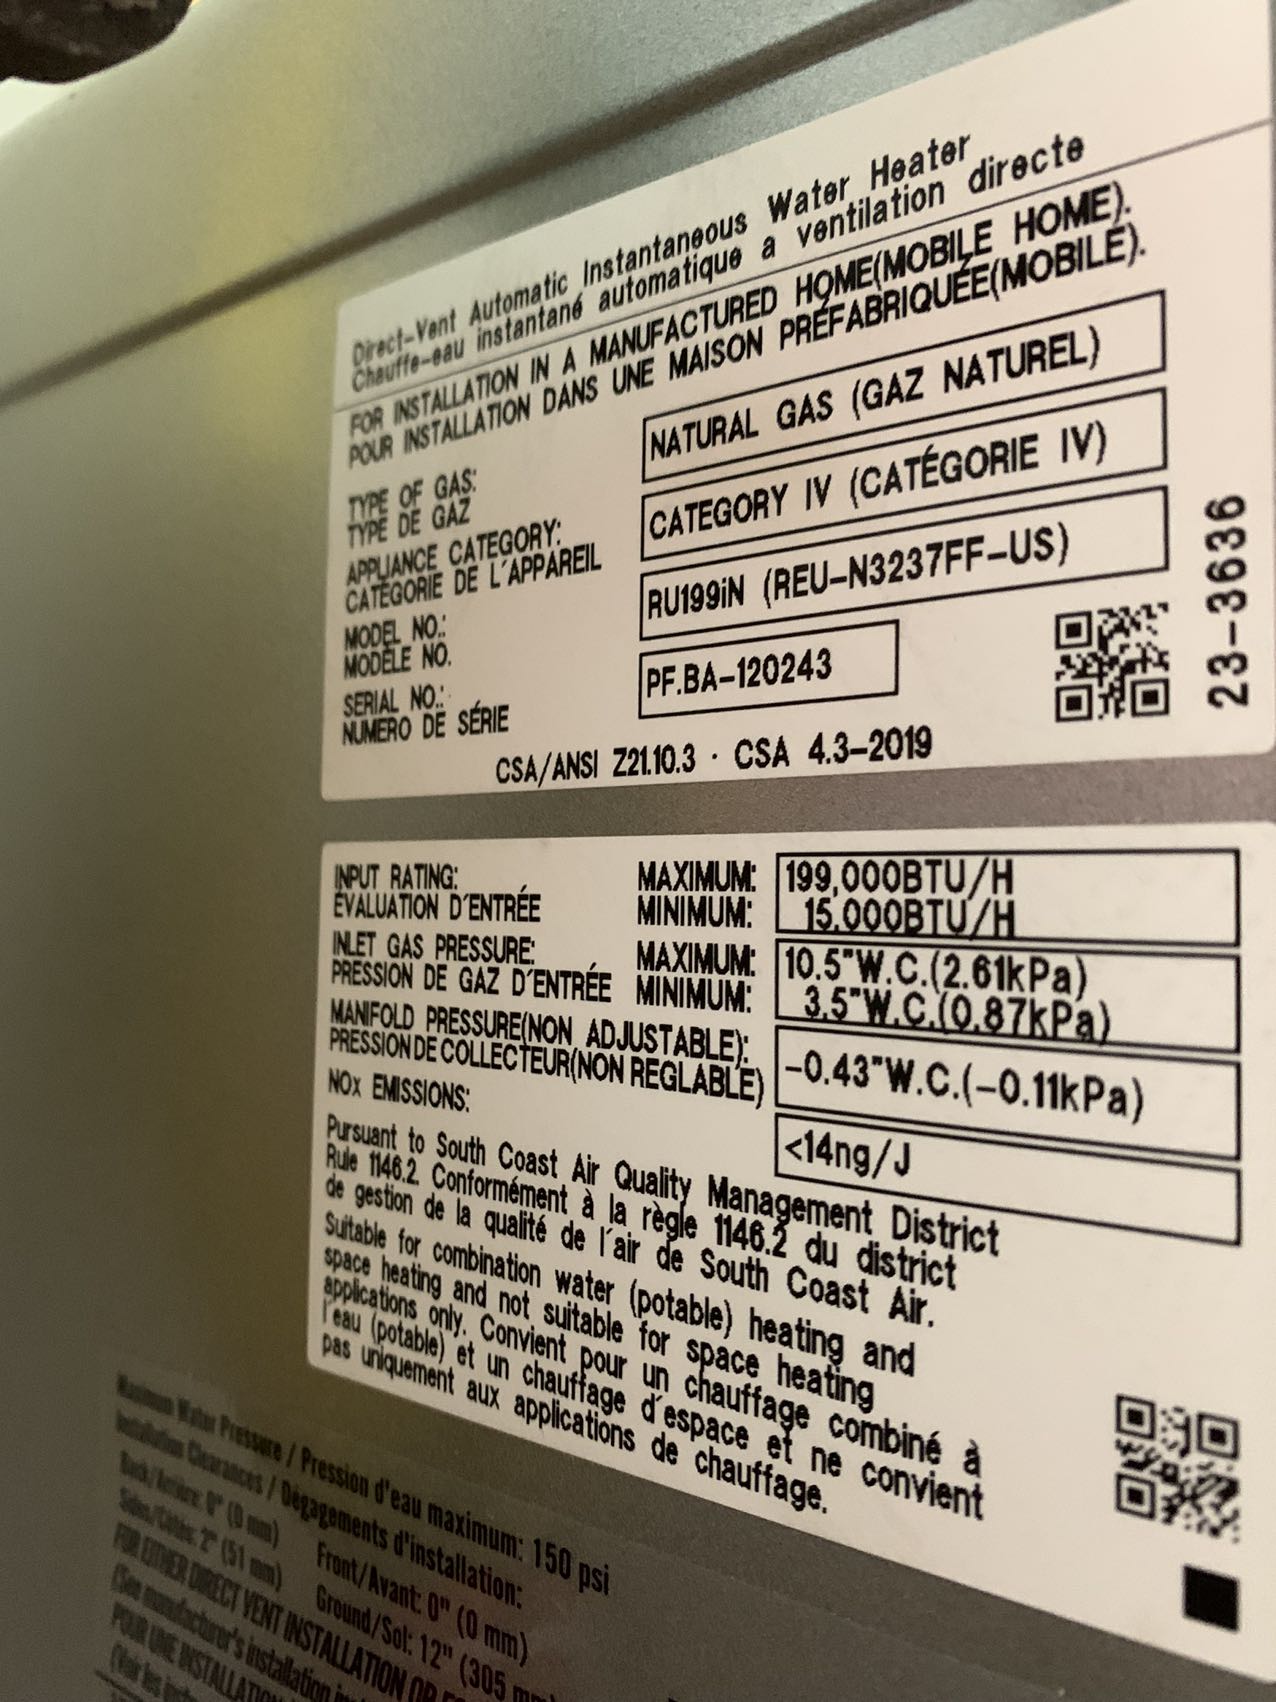 Direct-Vent Automatic Instantaneous Water Heater
Chauffe-eau instantané automatique a ventilation directe
FOR INSTALLATION IN A MANUFACTURED HOME(MOBILE HOME).
POUR INSTALLATION DANS UNE MAISON PRÉFABRIQUÉE(MOBILE).
TYPE OF GAS:
TYPE DE GAZ
NATURAL GAS (GAZ NATUREL)
APPLIANCE CATEGORY:
CATÉGORIE DE L'APPAREIL
CATEGORY IV (CATÉGORIE IV)
MODEL NO.:
MODÈLE NO.
RU199iN (REU-N3237FF-US)
SERIAL NO.:
NUMERO DE SÉRIE
PF.BA-120243
23-3636
CSA/ANSI Z21.10.3 · CSA 4.3-2019
INPUT RATING: MAXIMUM: 199,000BTU/H
ÉVALUATION D'ENTRÉE MINIMUM: 15,000BTU/H
INLET GAS PRESSURE: MAXIMUM: 10.5"W.C.(2.61kPa)
PRESSION DE GAZ D'ENTRÉE MINIMUM: 3.5"W.C.(0.87kPa)
MANIFOLD PRESSURE(NON ADJUSTABLE):
PRESSION DE COLLECTEUR(NON REGLABLE)
-0.43"W.C.(-0.11kPa)
NOx EMISSIONS: <14ng/J
Pursuant to South Coast Air Quality Management District
Rule 1146.2. Conformément à la règle 1146.2 du district
de gestion de la qualité de l'air de South Coast Air.
Suitable for combination water (potable) heating and
space heating and not suitable for space heating
applications only. Convient pour un chauffage combiné à
l'eau (potable) et un chauffage d'espace et ne convient
pas uniquement aux applications de chauffage.
Maximum Water Pressure / Pression d'eau maximum: 150 psi
Installation Clearances / Dégagements d'installation:
Back/Arrière: 0" (0 mm) Front/Avant: 0" (0 mm)
Sides/Côtés: 2" (51 mm) Ground/Sol: 12" (305 mm)
FOR EITHER DIRECT VENT INSTALLATION OR
(See manufacturer's installation
POUR UNE INSTALLATION
(Voir les